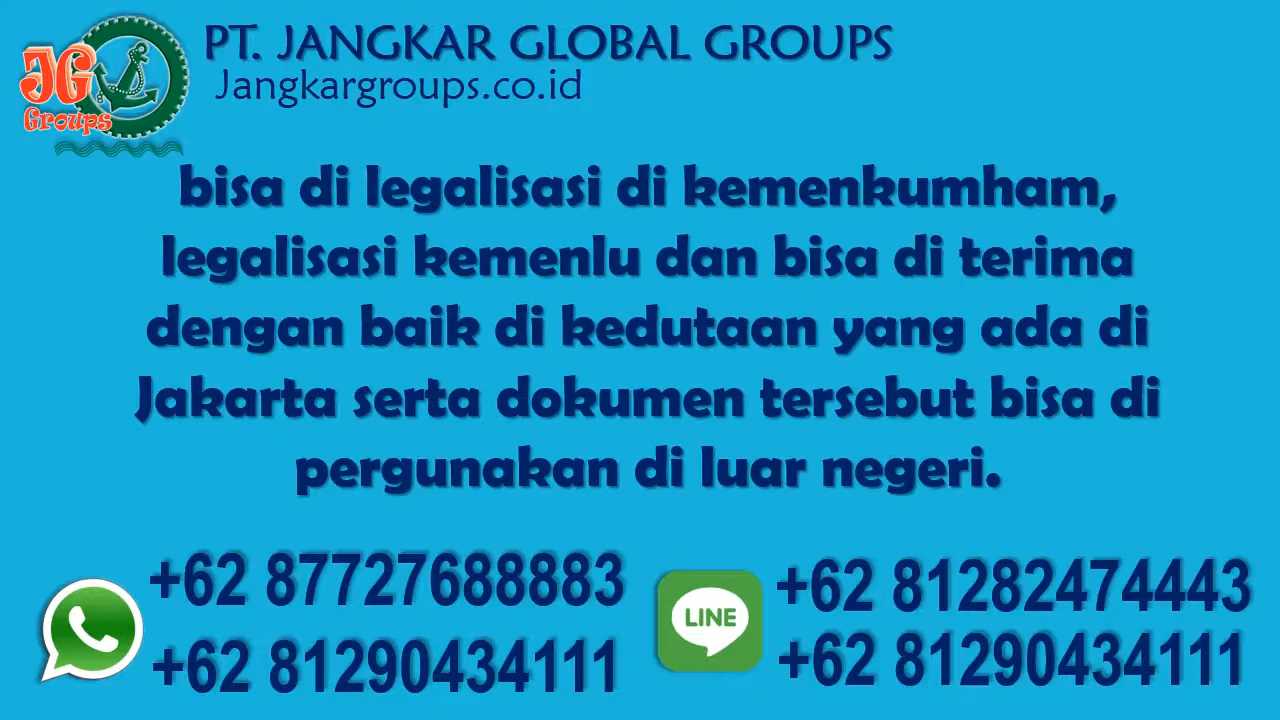 JG
Groups
PT. JANGKAR GLOBAL GROUPS
Jangkargroups.co.id
bisa di legalisasi di kemenkumham,
legalisasi kemenlu dan bisa di terima
dengan baik di kedutaan yang ada di
Jakarta serta dokumen tersebut bisa di
pergunakan di luar negeri.
+62 87727688883
+62 81290434111
LINE
+62 81282474443
+62 81290434111